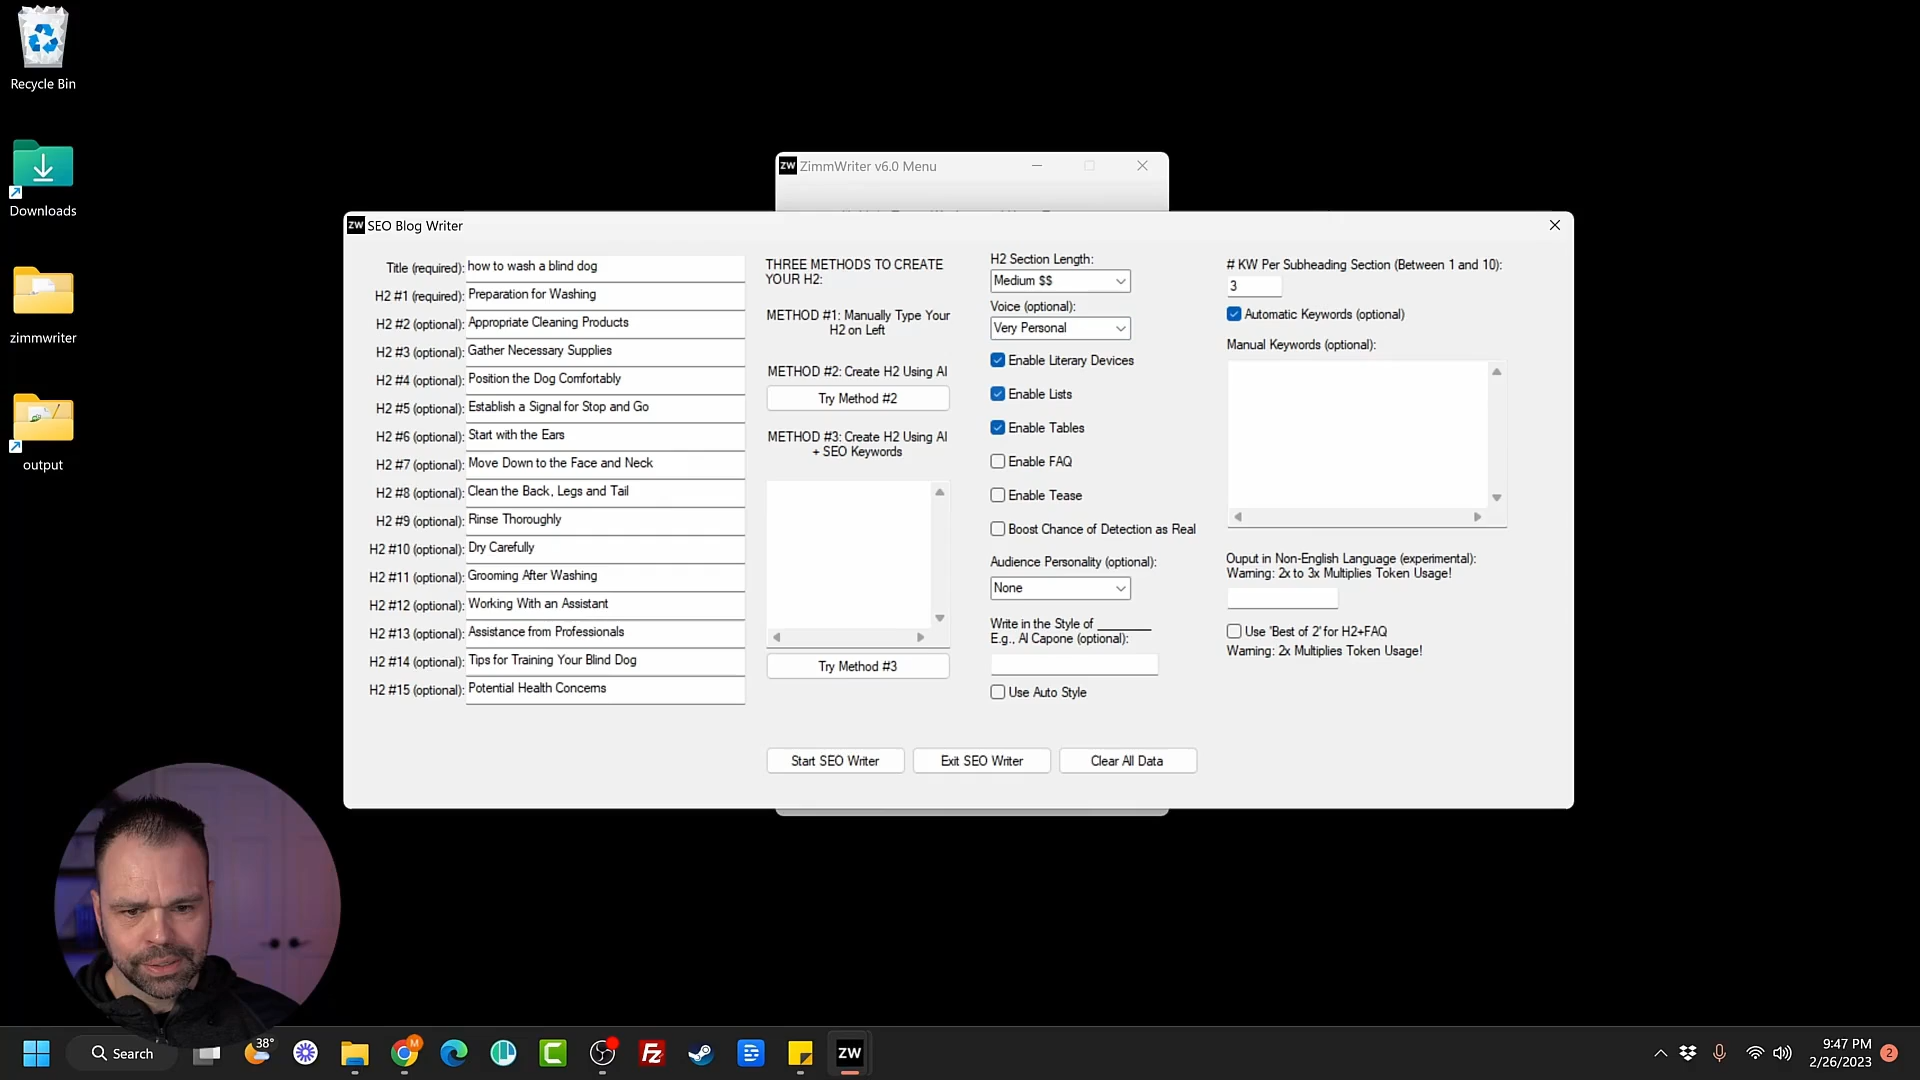 Recycle Bin
Downloads
zimmwriter
output
ZW ZimmWriter v6.0 Menu
ZW SEO Blog Writer
Title (required): how to wash a blind dog
H2 #1 (required): Preparation for Washing
H2 #2 (optional): Appropriate Cleaning Products
H2 #3 (optional): Gather Necessary Supplies
H2 #4 (optional): Position the Dog Comfortably
H2 #5 (optional): Establish a Signal for Stop and Go
H2 #6 (optional): Start with the Ears
H2 #7 (optional): Move Down to the Face and Neck
H2 #8 (optional): Clean the Back, Legs and Tail
H2 #9 (optional): Rinse Thoroughly
H2 #10 (optional): Dry Carefully
H2 #11 (optional): Grooming After Washing
H2 #12 (optional): Working With an Assistant
H2 #13 (optional): Assistance from Professionals
H2 #14 (optional): Tips for Training Your Blind Dog
H2 #15 (optional): Potential Health Concerns
THREE METHODS TO CREATE
YOUR H2:
METHOD #1: Manually Type Your
H2 on Left
METHOD #2: Create H2 Using AI
Try Method #2
METHOD #3: Create H2 Using AI
+ SEO Keywords
Try Method #3
H2 Section Length:
Medium $$
Voice (optional):
Very Personal
Enable Literary Devices
Enable Lists
Enable Tables
Enable FAQ
Enable Tease
Boost Chance of Detection as Real
Audience Personality (optional):
None
Write in the Style of ________
E.g., Al Capone (optional):
Use Auto Style
# KW Per Subheading Section (Between 1 and 10):
3
Automatic Keywords (optional)
Manual Keywords (optional):
Ouput in Non-English Language (experimental):
Warning: 2x to 3x Multiplies Token Usage!
Use 'Best of 2' for H2+FAQ
Warning: 2x Multiplies Token Usage!
Start SEO Writer
Exit SEO Writer
Clear All Data
Search
38°
M
C
Fz
ZW
9:47 PM
2/26/2023
2